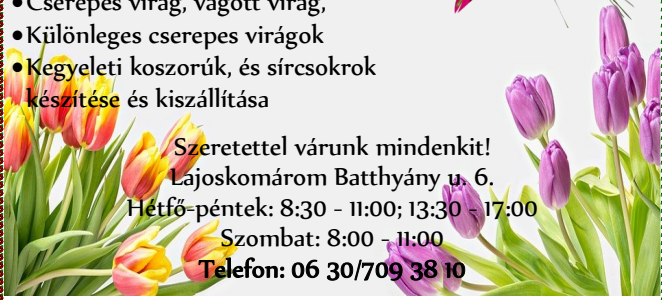 •Cserepes virág, vágott virág,
•Különleges cserepes virágok
•Kegyeleti koszorúk, és sírcsokrok
készítése és kiszállítása
Szeretettel várunk mindenkit!
Lajoskomárom Batthyány u. 6.
Hétfő-péntek: 8:30 - 11:00; 13:30 - 17:00
Szombat: 8:00 - 11:00
Telefon: 06 30/709 38 10